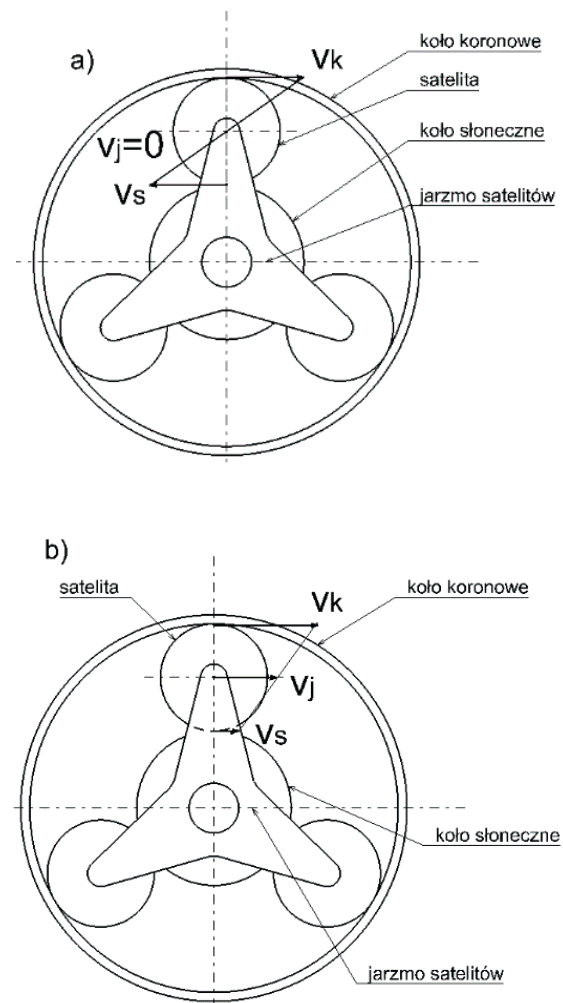 a)
Vk
koło koronowe
satelita
koło słoneczne
vj=0
Vs
jarzmo satelitów
b)
satelita
Vk
koło koronowe
Vj
Vs
koło słoneczne
jarzmo satelitów